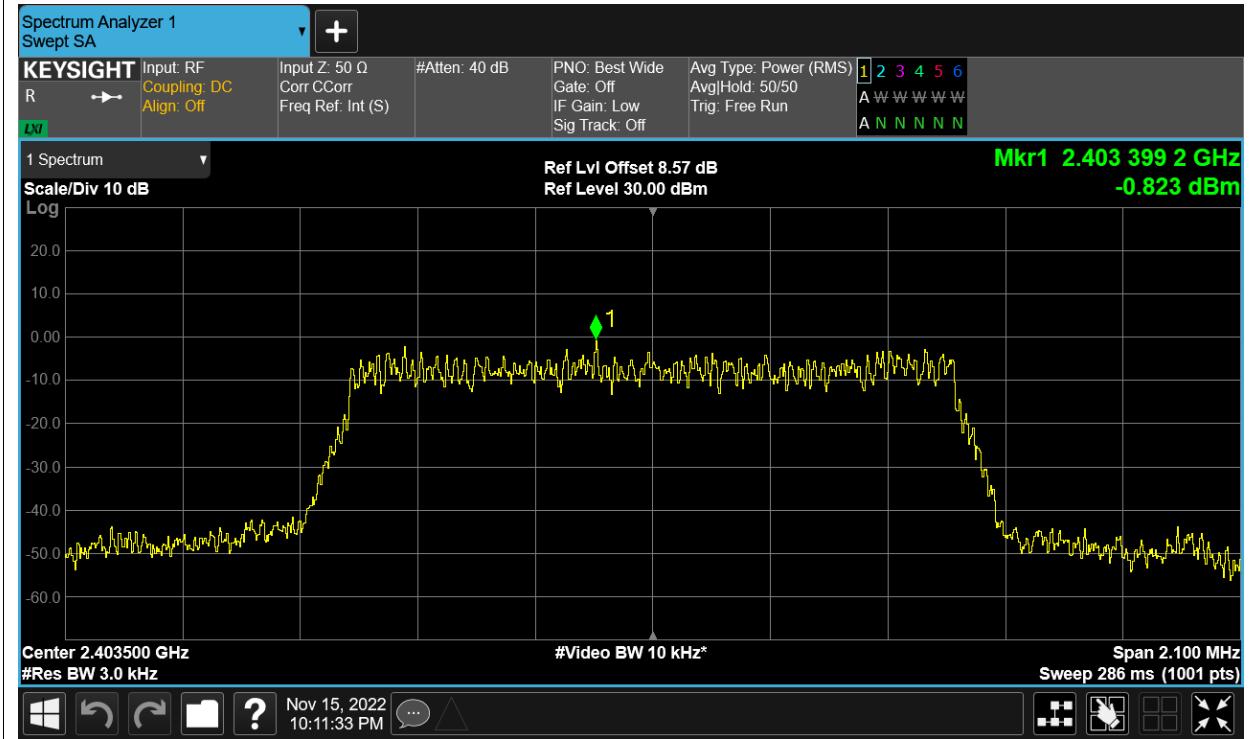 Spectrum Analyzer 1
Swept SA
KEYSIGHT
R
LXI
Input: RF
Coupling: DC
Align: Off
Input Z: 50 Ω
Corr CCorr
Freq Ref: Int (S)
#Atten: 40 dB
PNO: Best Wide
Gate: Off
IF Gain: Low
Sig Track: Off
Avg Type: Power (RMS)
Avg|Hold: 50/50
Trig: Free Run
1 2 3 4 5 6
A W W W W W
A N N N N N
1 Spectrum
Scale/Div 10 dB
Log
Ref Lvl Offset 8.57 dB
Ref Level 30.00 dBm
Mkr1 2.403 399 2 GHz
-0.823 dBm
20.0
10.0
0.00
-10.0
-20.0
-30.0
-40.0
-50.0
-60.0
1
Center 2.403500 GHz
#Res BW 3.0 kHz
#Video BW 10 kHz*
Span 2.100 MHz
Sweep 286 ms (1001 pts)
?
Nov 15, 2022
10:11:33 PM